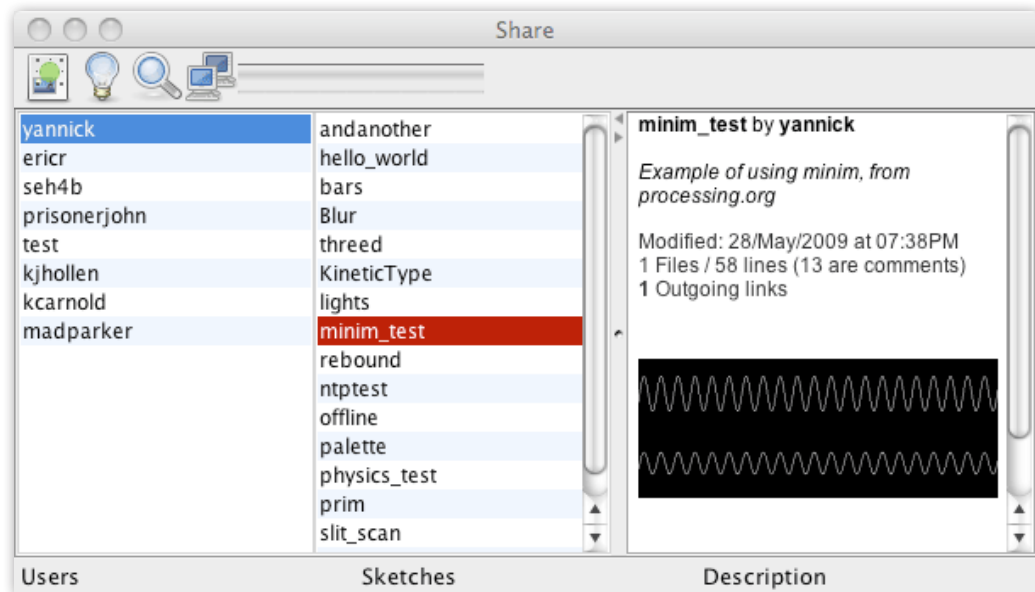 Share
yannick
ericr
seh4b
prisonerjohn
test
kjhollen
kcarnold
madparker
andanother
hello_world
bars
Blur
threed
KineticType
lights
minim_test
rebound
ntptest
offline
palette
physics_test
prim
slit_scan
minim_test by yannick
Example of using minim, from
processing.org
Modified: 28/May/2009 at 07:38PM
1 Files / 58 lines (13 are comments)
1 Outgoing links
Users
Sketches
Description